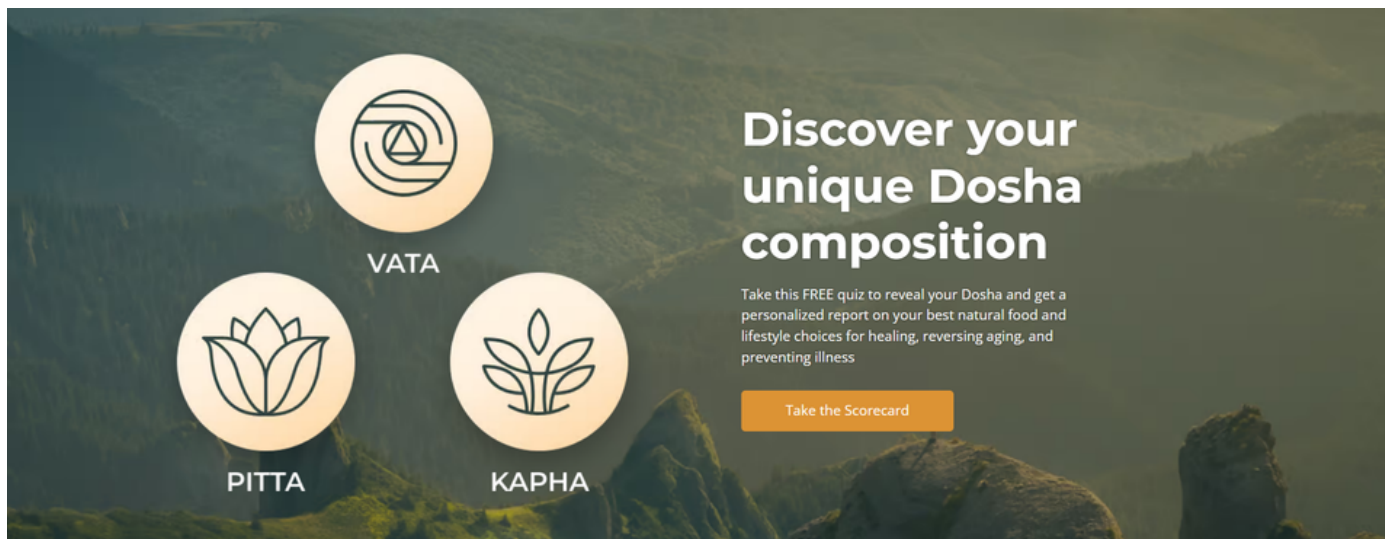 VATA
PITTA
KAPHA
Discover your
unique Dosha
composition
Take this FREE quiz to reveal your Dosha and get a
personalized report on your best natural food and
lifestyle choices for healing, reversing aging, and
preventing illness
Take the Scorecard